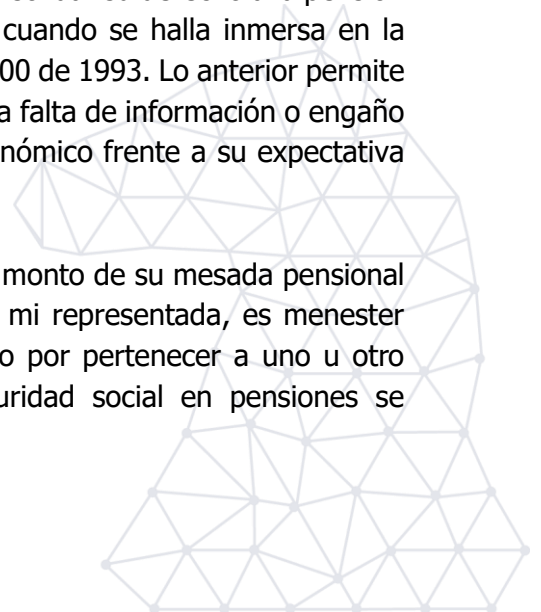 cuando se halla inmersa en la
00 de 1993. Lo anterior permite
a falta de información o engaño
nómico frente a su expectativa
monto de su mesada pensional
mi representada, es menester
o por pertenecer a uno u otro
uridad social en pensiones se